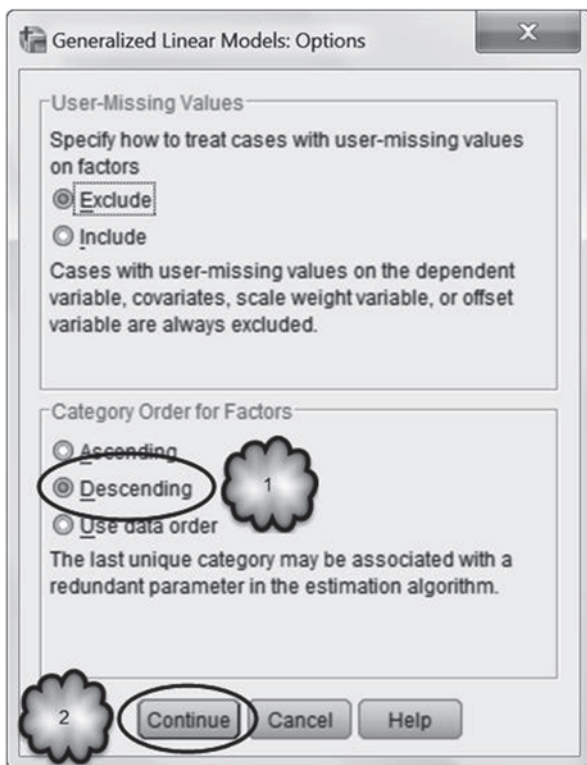 Generalized Linear Models: Options
X
User-Missing Values
Specify how to treat cases with user-missing values
on factors
Exclude
Include
Cases with user-missing values on the dependent
variable, covariates, scale weight variable, or offset
variable are always excluded.
Category Order for Factors
Ascending
1
Descending
Use data order
The last unique category may be associated with a
redundant parameter in the estimation algorithm.
2
Continue
Cancel
Help